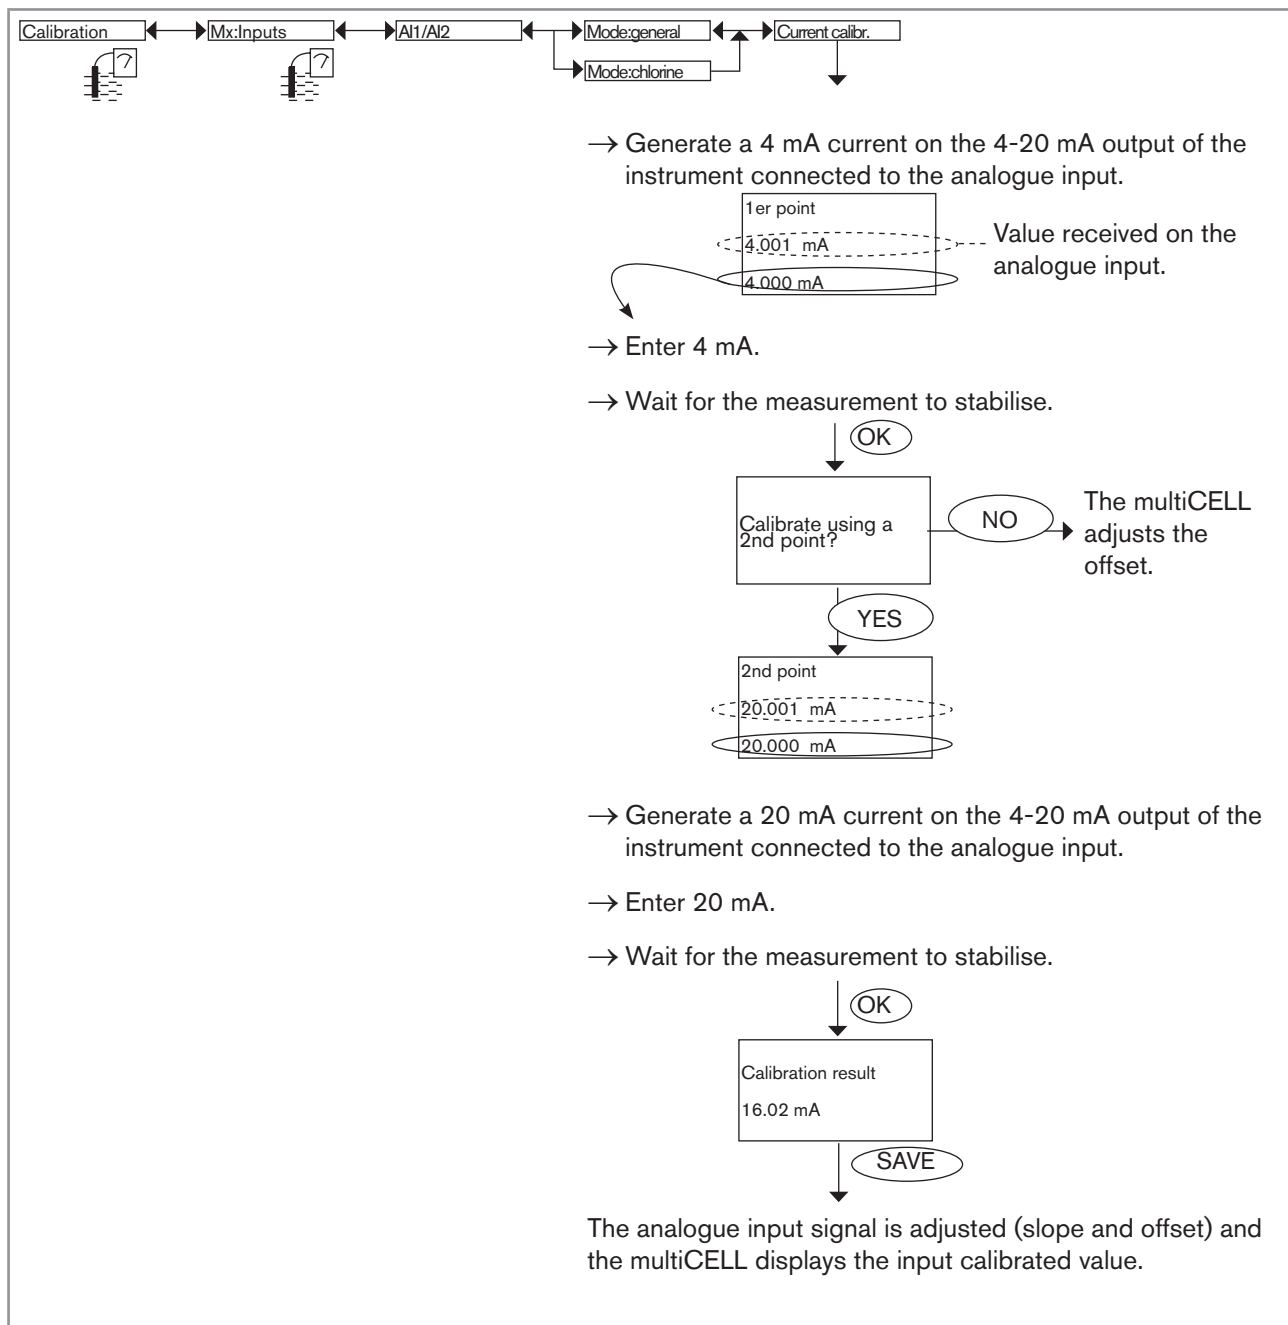 Calibration Mx:Inputs AI1/AI2 Mode:general Current calibr.
Mode:chlorine
→ Generate a 4 mA current on the 4-20 mA output of the
instrument connected to the analogue input.
1er point
4.001 mA
4.000 mA
Value received on the
analogue input.
→ Enter 4 mA.
→ Wait for the measurement to stabilise.
OK
Calibrate using a
2nd point?
NO
The multiCELL
adjusts the
offset.
YES
2nd point
20.001 mA
20.000 mA
→ Generate a 20 mA current on the 4-20 mA output of the
instrument connected to the analogue input.
→ Enter 20 mA.
→ Wait for the measurement to stabilise.
OK
Calibration result
16.02 mA
SAVE
The analogue input signal is adjusted (slope and offset) and
the multiCELL displays the input calibrated value.